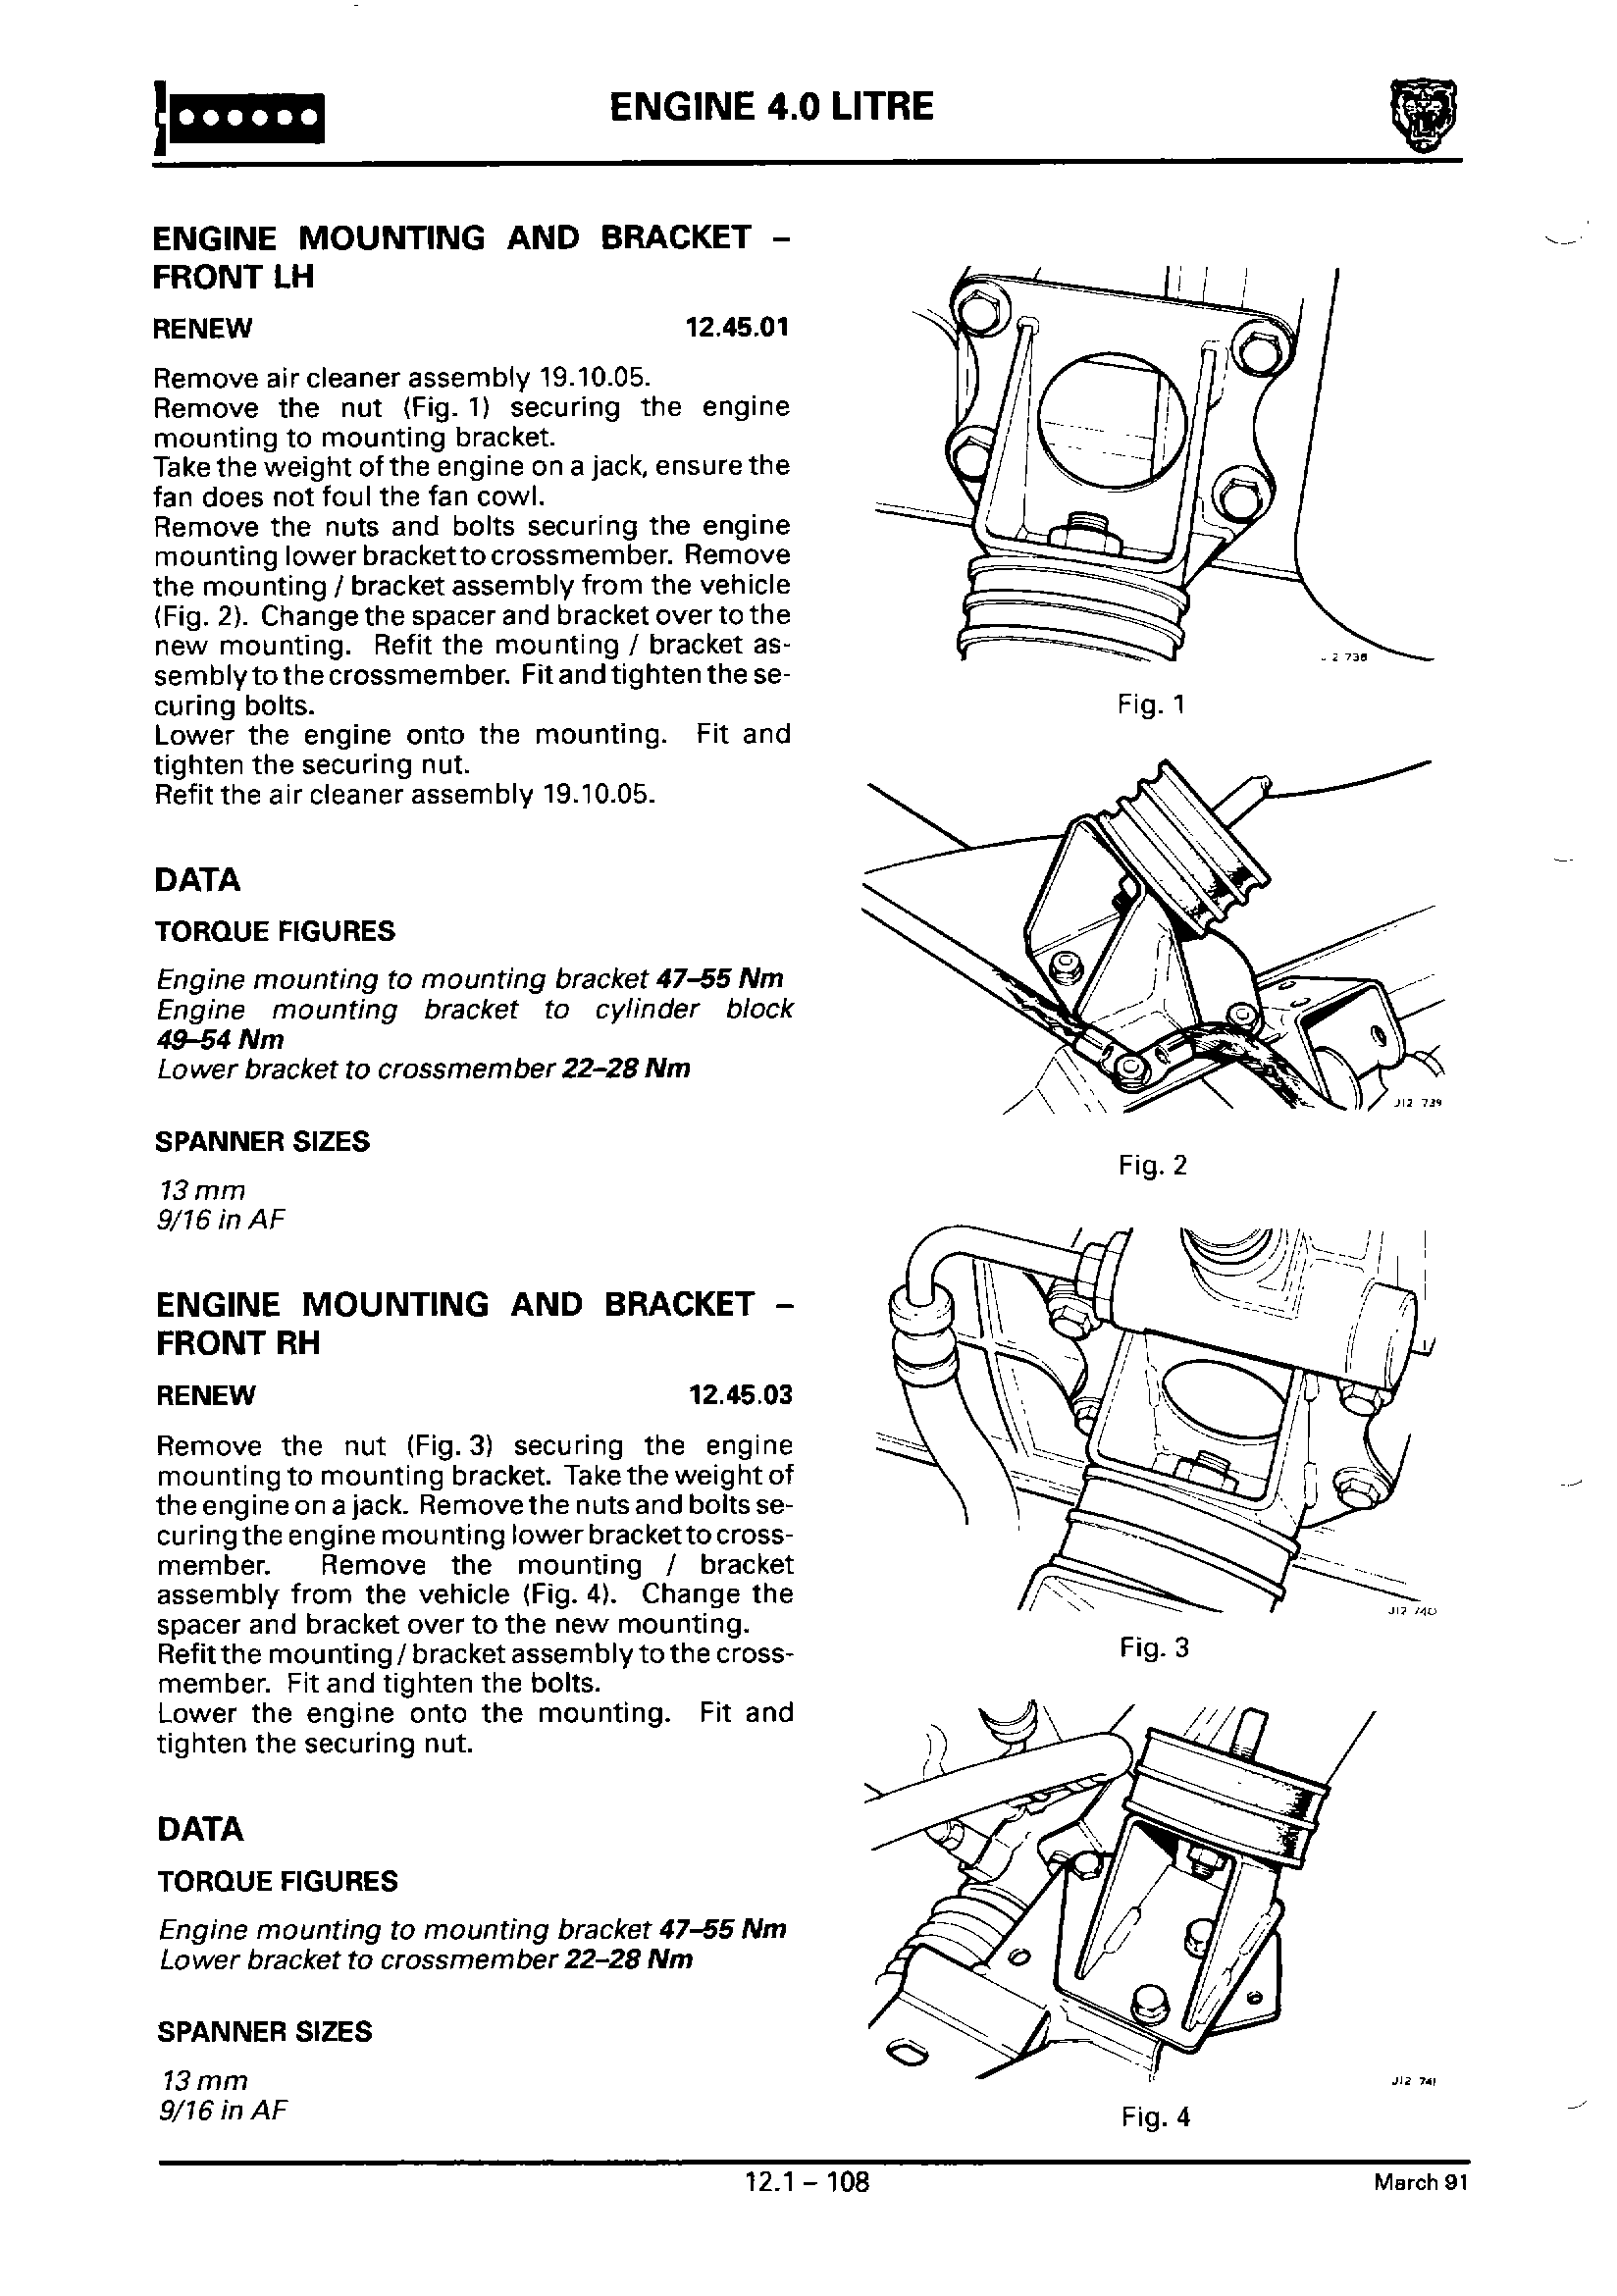 ENGINE 4.0 LITRE
ENGINE MOUNTING AND BRACKET –
FRONT LH
RENEW 12.45.01
Remove air cleaner assembly 19.10.05.
Remove the nut (Fig. 1) securing the engine
mounting to mounting bracket.
Take the weight of the engine on a jack, ensure the
fan does not foul the fan cowl.
Remove the nuts and bolts securing the engine
mounting lower bracket to crossmember. Remove
the mounting / bracket assembly from the vehicle
(Fig. 2). Change the spacer and bracket over to the
new mounting. Refit the mounting / bracket as-
sembly to the crossmember. Fit and tighten the se-
curing bolts.
Lower the engine onto the mounting. Fit and
tighten the securing nut.
Refit the air cleaner assembly 19.10.05.
DATA
TORQUE FIGURES
Engine mounting to mounting bracket 47–55 Nm
Engine mounting bracket to cylinder block
49–54 Nm
Lower bracket to crossmember 22–28 Nm
SPANNER SIZES
13 mm
9/16 in AF
ENGINE MOUNTING AND BRACKET –
FRONT RH
RENEW 12.45.03
Remove the nut (Fig. 3) securing the engine
mounting to mounting bracket. Take the weight of
the engine on a jack. Remove the nuts and bolts se-
curing the engine mounting lower bracket to cross-
member. Remove the mounting / bracket
assembly from the vehicle (Fig. 4). Change the
spacer and bracket over to the new mounting.
Refit the mounting / bracket assembly to the cross-
member. Fit and tighten the bolts.
Lower the engine onto the mounting. Fit and
tighten the securing nut.
DATA
TORQUE FIGURES
Engine mounting to mounting bracket 47–55 Nm
Lower bracket to crossmember 22–28 Nm
SPANNER SIZES
13 mm
9/16 in AF
2 738
Fig. 1
J12 739
Fig. 2
J12 740
Fig. 3
J12 741
Fig. 4
12.1 – 108
March 91